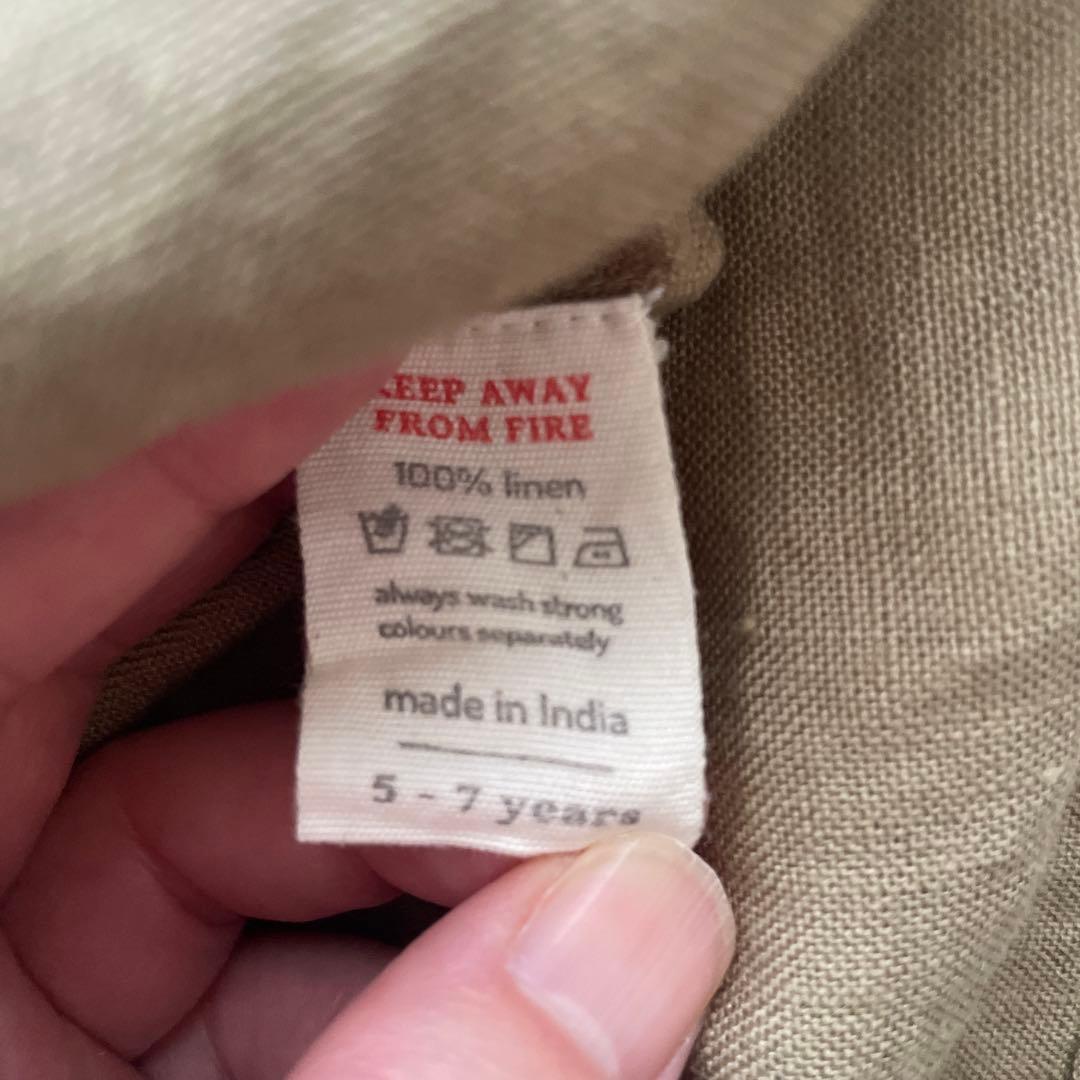 KEEP AWAY
FROM FIRE
100% linen
always wash strong
colours separately
made in India
5 - 7 years